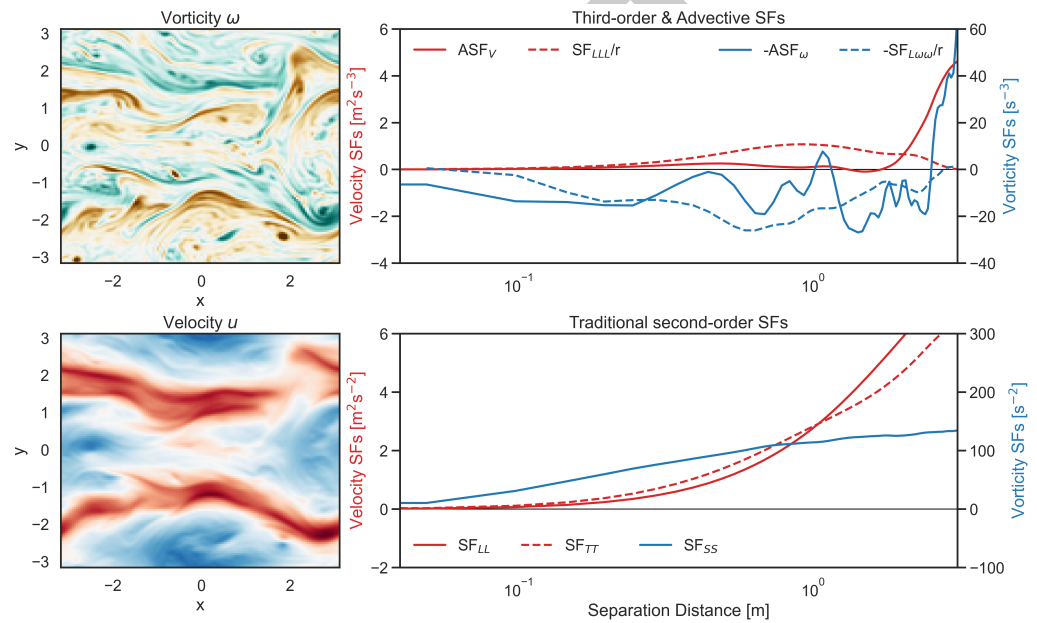 Vorticity ω
3
2
1
0
−1
−2
−3
y
−2
0
2
x
Third-order & Advective SFs
6
4
2
0
−2
−4
Velocity SFs [m²s⁻³]
ASF_V
SF_LLL/r
-ASF_ω
-SF_Lωω/r
60
40
20
0
−20
−40
Vorticity SFs [s⁻³]
10⁻¹
10⁰
Velocity u
3
2
1
0
−1
−2
−3
y
−2
0
2
x
Traditional second-order SFs
6
4
2
0
−2
Velocity SFs [m²s⁻²]
SF_LL
SF_TT
SF_SS
300
200
100
0
−100
Vorticity SFs [s⁻²]
10⁻¹
10⁰
Separation Distance [m]